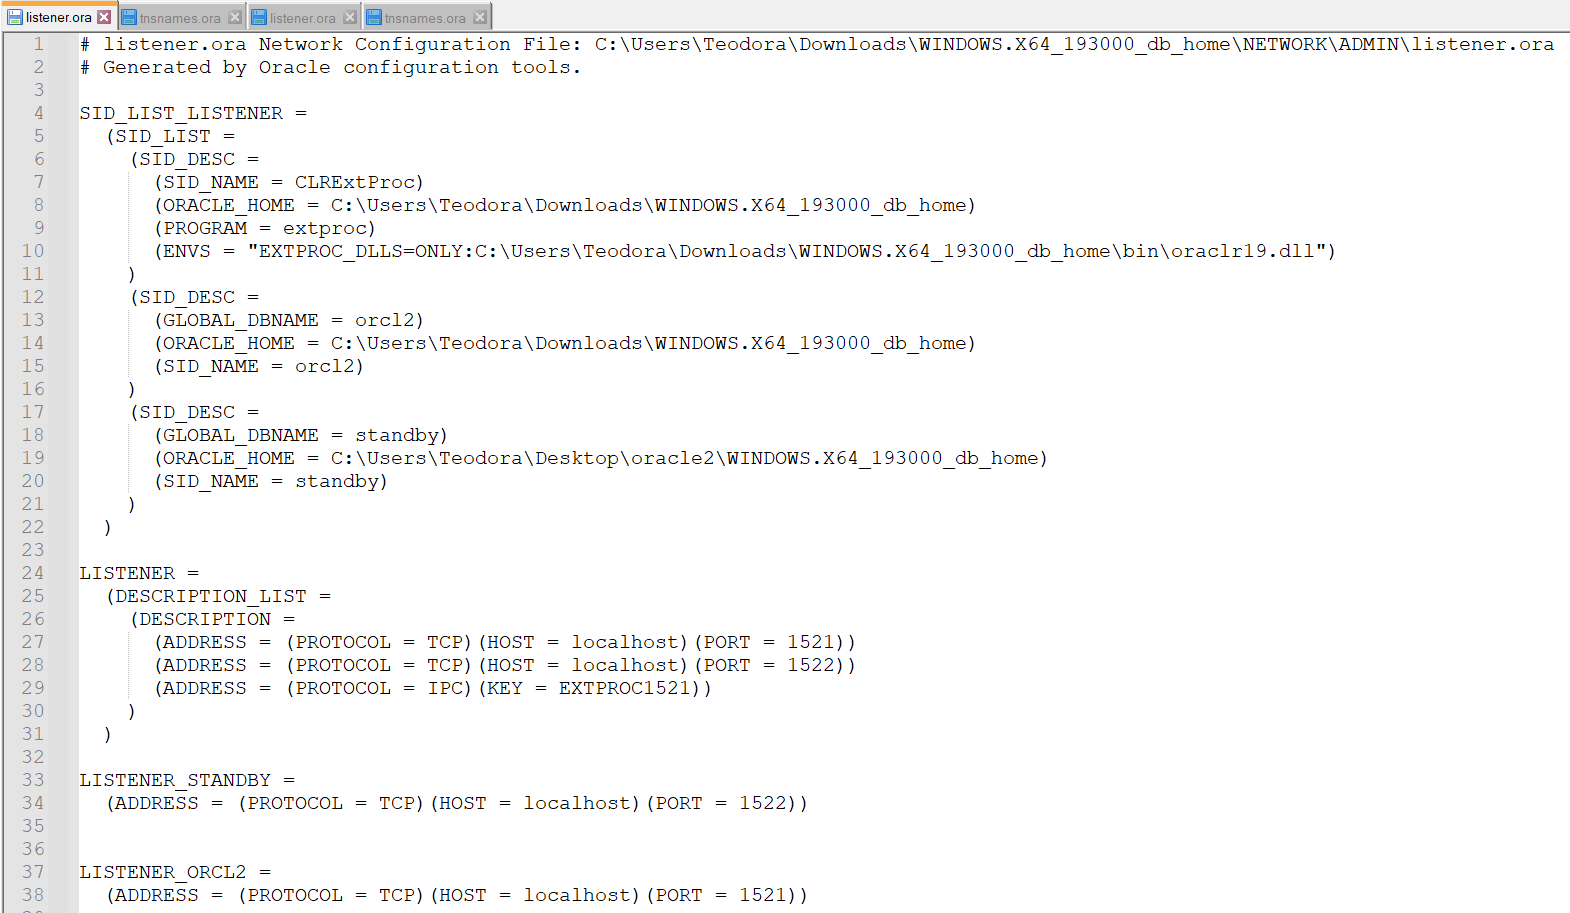 listener.ora tnsnames.ora listener.ora tnsnames.ora
1 # listener.ora Network Configuration File: C:\Users\Teodora\Downloads\WINDOWS.X64_193000_db_home\NETWORK\ADMIN\listener.ora
2 # Generated by Oracle configuration tools.
3
4 SID_LIST_LISTENER =
5   (SID_LIST =
6     (SID_DESC =
7       (SID_NAME = CLRExtProc)
8       (ORACLE_HOME = C:\Users\Teodora\Downloads\WINDOWS.X64_193000_db_home)
9       (PROGRAM = extproc)
10       (ENVS = "EXTPROC_DLLS=ONLY:C:\Users\Teodora\Downloads\WINDOWS.X64_193000_db_home\bin\oraclr19.dll")
11     )
12     (SID_DESC =
13       (GLOBAL_DBNAME = orcl2)
14       (ORACLE_HOME = C:\Users\Teodora\Downloads\WINDOWS.X64_193000_db_home)
15       (SID_NAME = orcl2)
16     )
17     (SID_DESC =
18       (GLOBAL_DBNAME = standby)
19       (ORACLE_HOME = C:\Users\Teodora\Desktop\oracle2\WINDOWS.X64_193000_db_home)
20       (SID_NAME = standby)
21     )
22   )
23
24 LISTENER =
25   (DESCRIPTION_LIST =
26     (DESCRIPTION =
27       (ADDRESS = (PROTOCOL = TCP)(HOST = localhost)(PORT = 1521))
28       (ADDRESS = (PROTOCOL = TCP)(HOST = localhost)(PORT = 1522))
29       (ADDRESS = (PROTOCOL = IPC)(KEY = EXTPROC1521))
30     )
31   )
32
33 LISTENER_STANDBY =
34   (ADDRESS = (PROTOCOL = TCP)(HOST = localhost)(PORT = 1522))
35
36
37 LISTENER_ORCL2 =
38   (ADDRESS = (PROTOCOL = TCP)(HOST = localhost)(PORT = 1521))